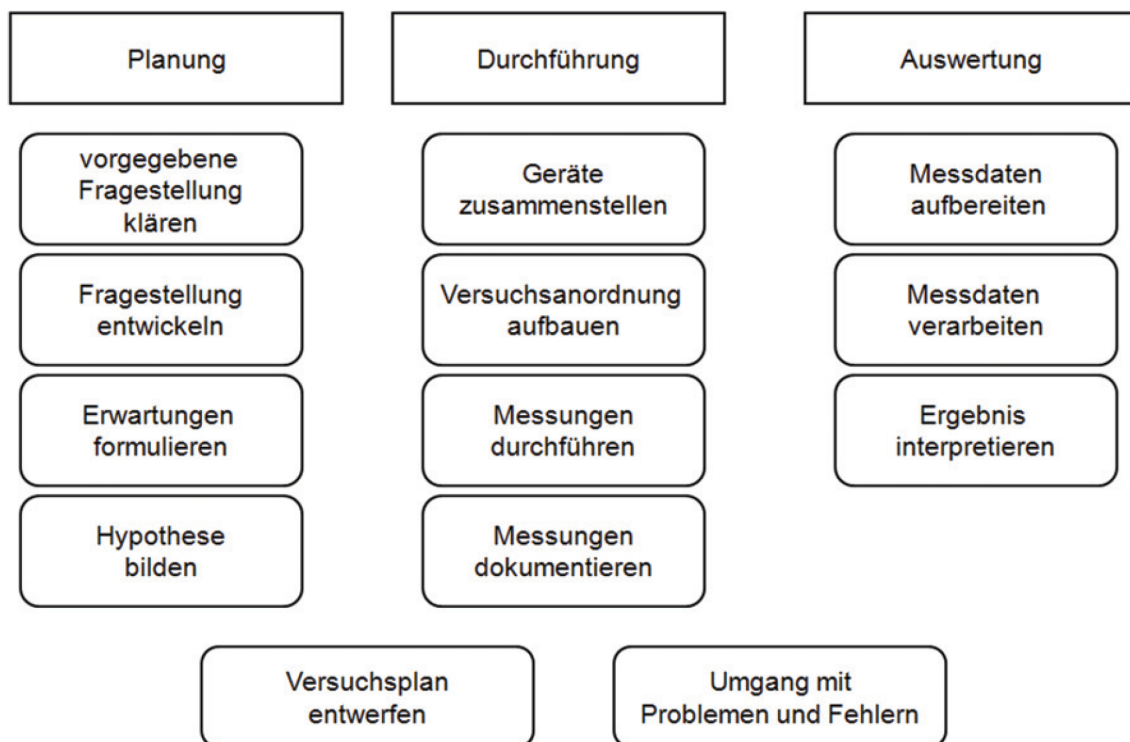 Planung
Durchführung
Auswertung
vorgegebene
Fragestellung
klären
Geräte
zusammenstellen
Messdaten
aufbereiten
Fragestellung
entwickeln
Versuchsanordnung
aufbauen
Messdaten
verarbeiten
Erwartungen
formulieren
Messungen
durchführen
Ergebnis
interpretieren
Hypothese
bilden
Messungen
dokumentieren
Versuchsplan
entwerfen
Umgang mit
Problemen und Fehlern